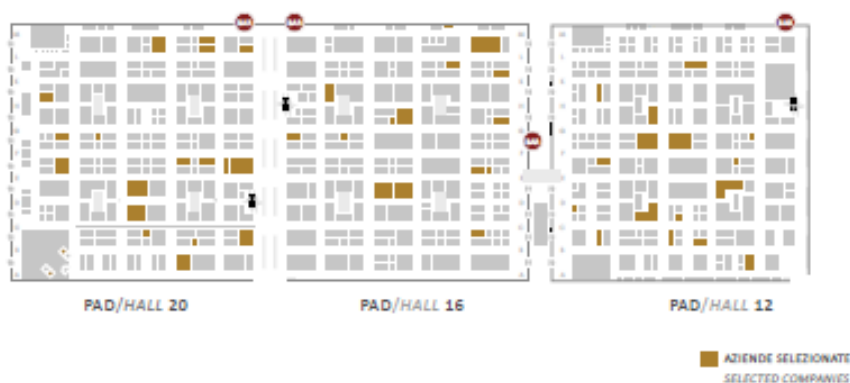 PAD/HALL 20
PAD/HALL 16
PAD/HALL 12
AZIENDE SELEZIONATE
SELECTED COMPANIES